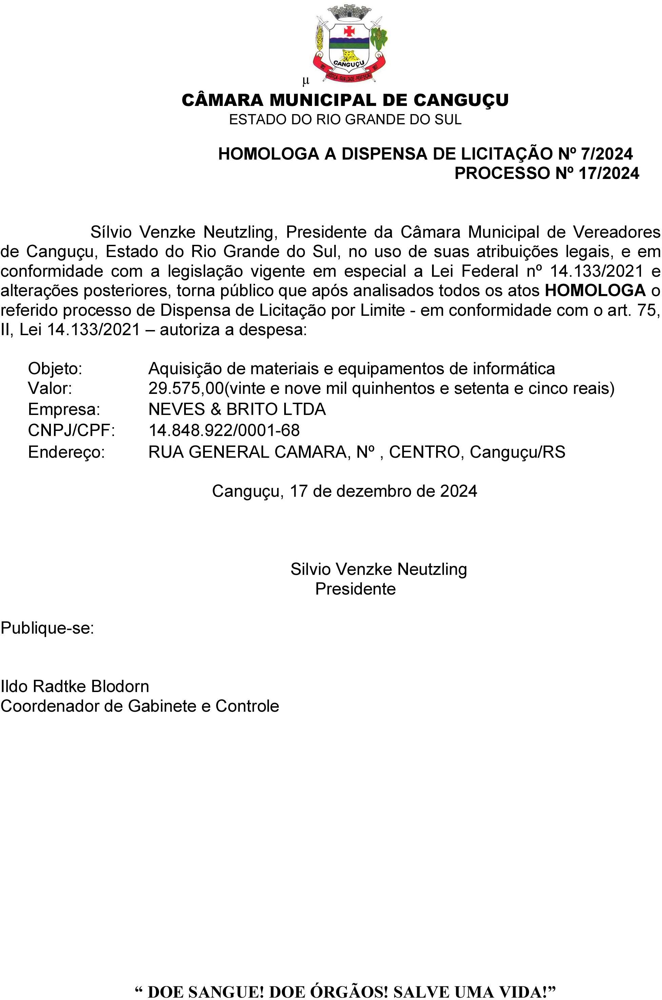 CANGUÇU
1812
JUSTIÇA - IGUALDADE - PERFEIÇÃO
1857
µ
CÂMARA MUNICIPAL DE CANGUÇU
ESTADO DO RIO GRANDE DO SUL
HOMOLOGA A DISPENSA DE LICITAÇÃO Nº 7/2024
PROCESSO Nº 17/2024
Sílvio Venzke Neutzling, Presidente da Câmara Municipal de Vereadores
de Canguçu, Estado do Rio Grande do Sul, no uso de suas atribuições legais, e em
conformidade com a legislação vigente em especial a Lei Federal nº 14.133/2021 e
alterações posteriores, torna público que após analisados todos os atos HOMOLOGA o
referido processo de Dispensa de Licitação por Limite - em conformidade com o art. 75,
II, Lei 14.133/2021 – autoriza a despesa:
Objeto: Aquisição de materiais e equipamentos de informática
Valor: 29.575,00(vinte e nove mil quinhentos e setenta e cinco reais)
Empresa: NEVES & BRITO LTDA
CNPJ/CPF: 14.848.922/0001-68
Endereço: RUA GENERAL CAMARA, Nº , CENTRO, Canguçu/RS
Canguçu, 17 de dezembro de 2024
Silvio Venzke Neutzling
Presidente
Publique-se:
Ildo Radtke Blodorn
Coordenador de Gabinete e Controle
“ DOE SANGUE! DOE ÓRGÃOS! SALVE UMA VIDA!”